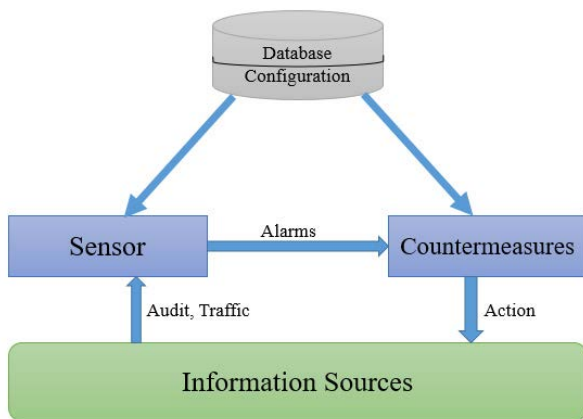 Database
Configuration
Sensor
Alarms
Countermeasures
Audit, Traffic
Action
Information Sources